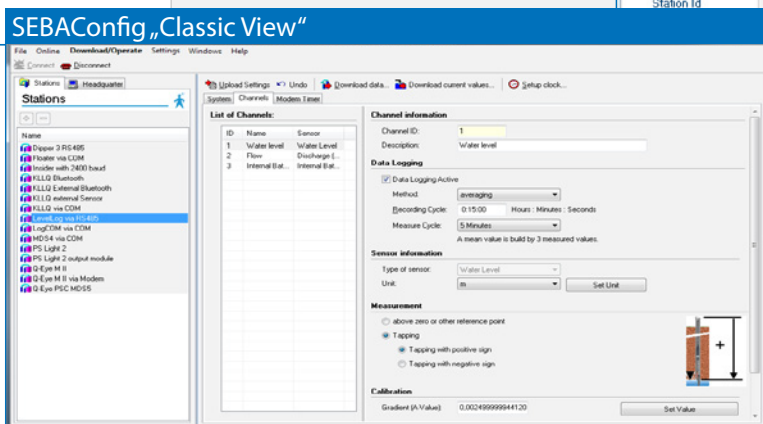 Station Id
SEBAConfig „Classic View“
File Online Download/Operate Settings Windows Help
Connect Disconnect
Stations Headquarter
Stations
Name
Dipper 3 RS485
Floater via COM
Insider with 2400 baud
KLLQ Bluetooth
KLLQ External Bluetooth
KLLQ external Sensor
KLLQ via COM
LevelLog via RS485
LogCOM via COM
MDS4 via COM
PS Light 2
PS Light 2 output module
Q-Eye M II
Q-Eye M II via Modem
Q-Eye PSC MDS5
Upload Settings Undo Download data... Download current values... Setup clock...
System Channels Modem Timer
List of Channels:
ID Name Sensor
1 Water level Water Level
2 Flow Discharge (...
3 Internal Bat... Internal Bat...
Channel information
Channel ID: 1
Description: Water level
Data Logging
Data Logging Active
Method: averaging
Recording Cycle: 0:15:00 Hours : Minutes : Seconds
Measure Cycle: 5 Minutes
A mean value is build by 3 measured values.
Sensor information
Type of sensor: Water Level
Unit: m Set Unit
Measurement
above zero or other reference point
Tapping
Tapping with positive sign
Tapping with negative sign
+
Calibration
Gradient (A-Value): 0,002499999944120 Set Value